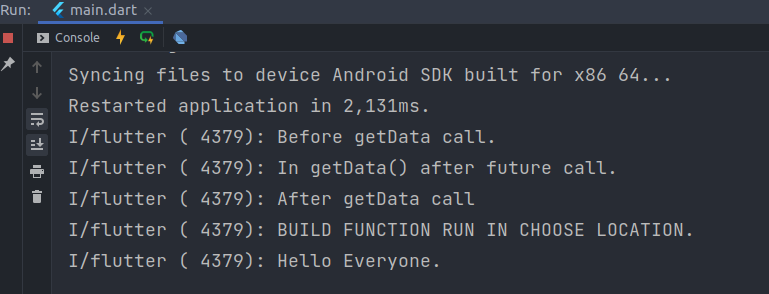 Run: main.dart
Console
Syncing files to device Android SDK built for x86 64...
Restarted application in 2,131ms.
I/flutter ( 4379): Before getData call.
I/flutter ( 4379): In getData() after future call.
I/flutter ( 4379): After getData call
I/flutter ( 4379): BUILD FUNCTION RUN IN CHOOSE LOCATION.
I/flutter ( 4379): Hello Everyone.